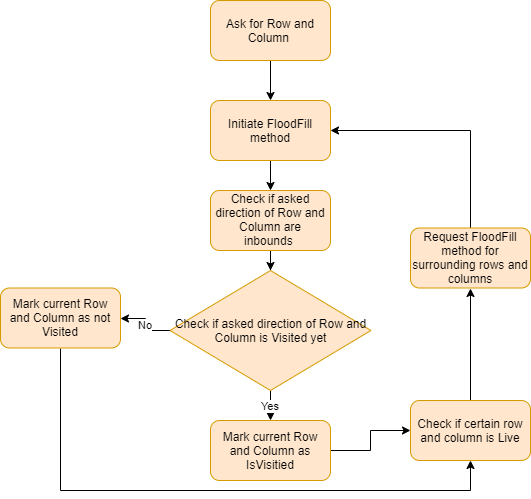 Ask for Row and
Column
Initiate FloodFill
method
Check if asked
direction of Row and
Column are
inbounds
Request FloodFill
method for
surrounding rows and
columns
Mark current Row
and Column as not
Visited
No
Check if asked direction of Row and
Column is Visited yet
Yes
Mark current Row
and Column as
IsVisitied
Check if certain row
and column is Live